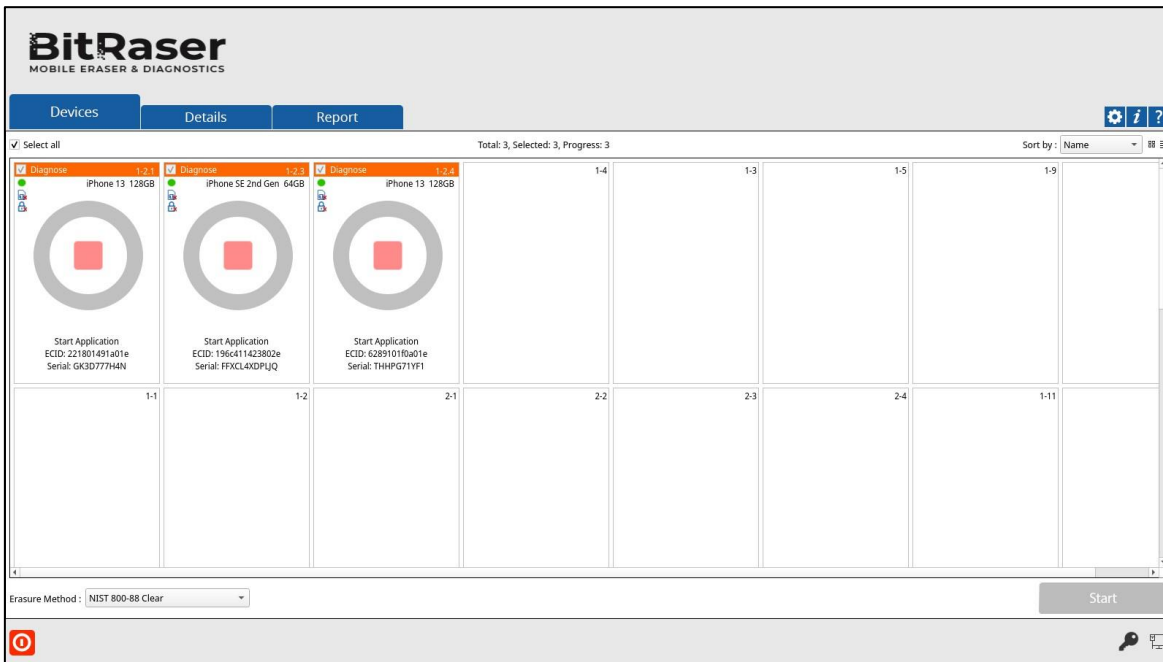 BitRaser
MOBILE ERASER & DIAGNOSTICS
Devices Details Report
Select all Total: 3, Selected: 3, Progress: 3 Sort by : Name
Diagnose 1-2.1 Diagnose 1-2.3 Diagnose 1-2.4 1-4 1-3 1-5 1-9
iPhone 13 128GB iPhone SE 2nd Gen 64GB iPhone 13 128GB
Start Application Start Application Start Application
ECID: 221801491a01e ECID: 196c411423802e ECID: 6289101f0a01e
Serial: GK3D777H4N Serial: FFXCL4XDPLJQ Serial: THHPG71YF1
1-1 1-2 2-1 2-2 2-3 2-4 1-11
Erasure Method : NIST 800-88 Clear Start